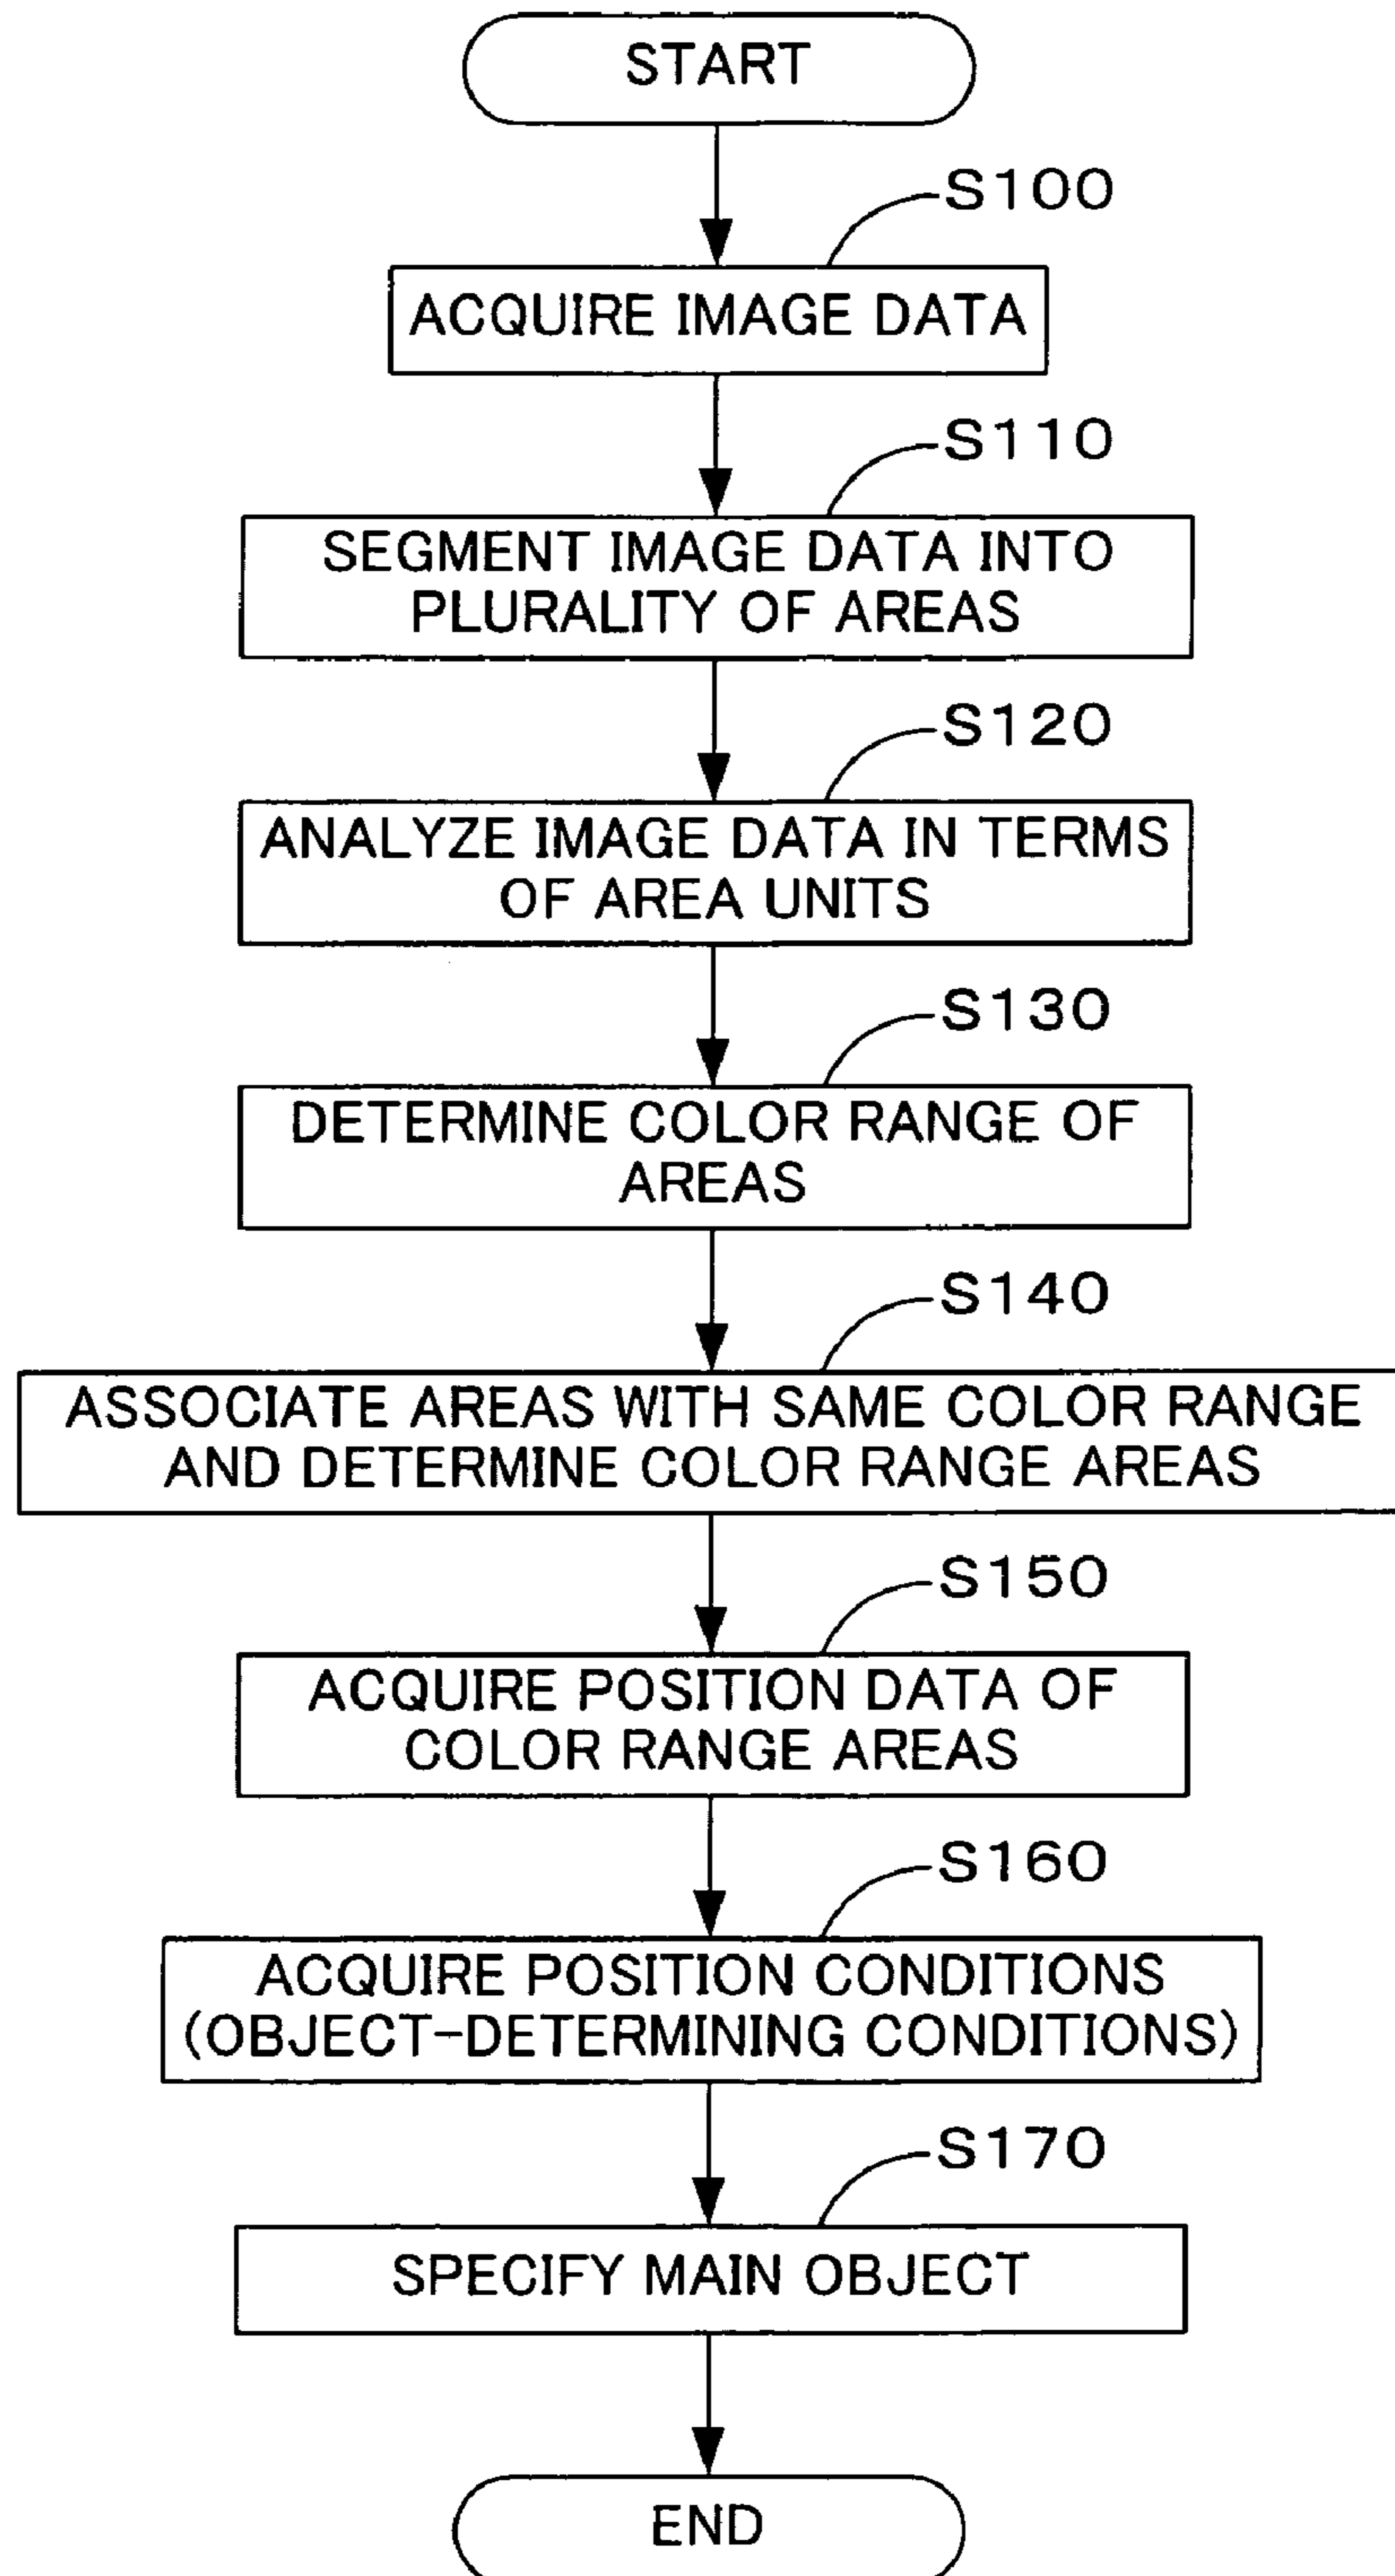 START
S100
ACQUIRE IMAGE DATA
S110
SEGMENT IMAGE DATA INTO
PLURALITY OF AREAS
S120
ANALYZE IMAGE DATA IN TERMS
OF AREA UNITS
S130
DETERMINE COLOR RANGE OF
AREAS
S140
ASSOCIATE AREAS WITH SAME COLOR RANGE
AND DETERMINE COLOR RANGE AREAS
S150
ACQUIRE POSITION DATA OF
COLOR RANGE AREAS
S160
ACQUIRE POSITION CONDITIONS
(OBJECT-DETERMINING CONDITIONS)
S170
SPECIFY MAIN OBJECT
END